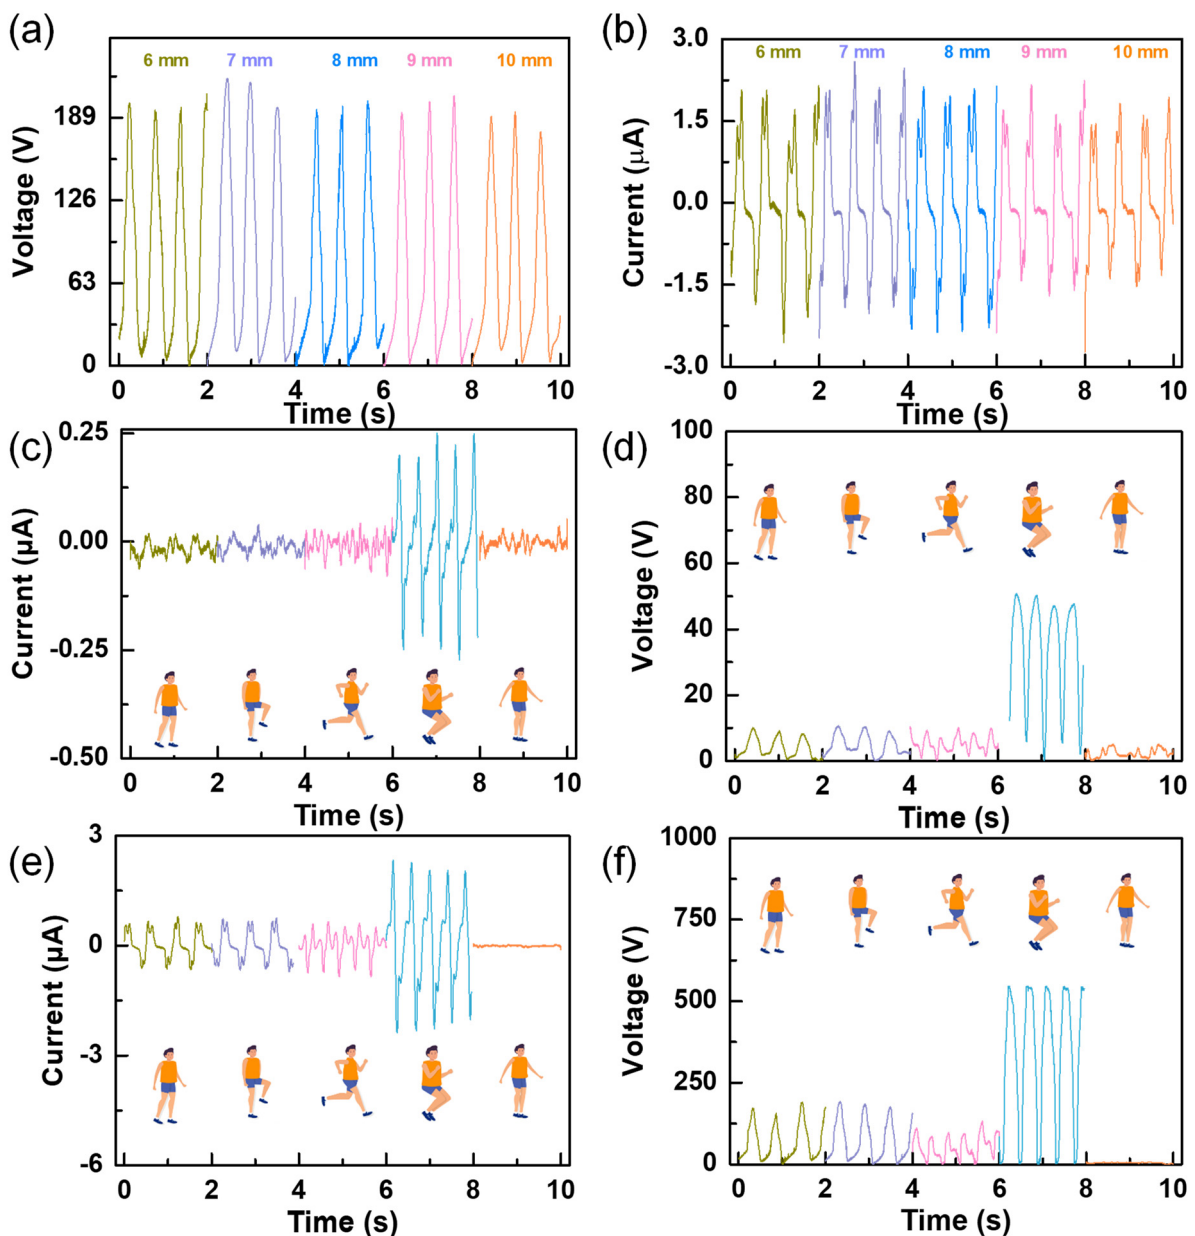 (a)
6 mm 7 mm 8 mm 9 mm 10 mm
Voltage (V)
189
126
63
0
0 2 4 6 8 10
Time (s)
(b)
6 mm 7 mm 8 mm 9 mm 10 mm
Current (μA)
3.0
1.5
0.0
-1.5
-3.0
0 2 4 6 8 10
Time (s)
(c)
Current (μA)
0.25
0.00
-0.25
-0.50
0 2 4 6 8 10
Time (s)
(d)
Voltage (V)
100
80
60
40
20
0
0 2 4 6 8 10
Time (s)
(e)
Current (μA)
3
0
-3
-6
0 2 4 6 8 10
Time (s)
(f)
Voltage (V)
1000
750
500
250
0
0 2 4 6 8 10
Time (s)